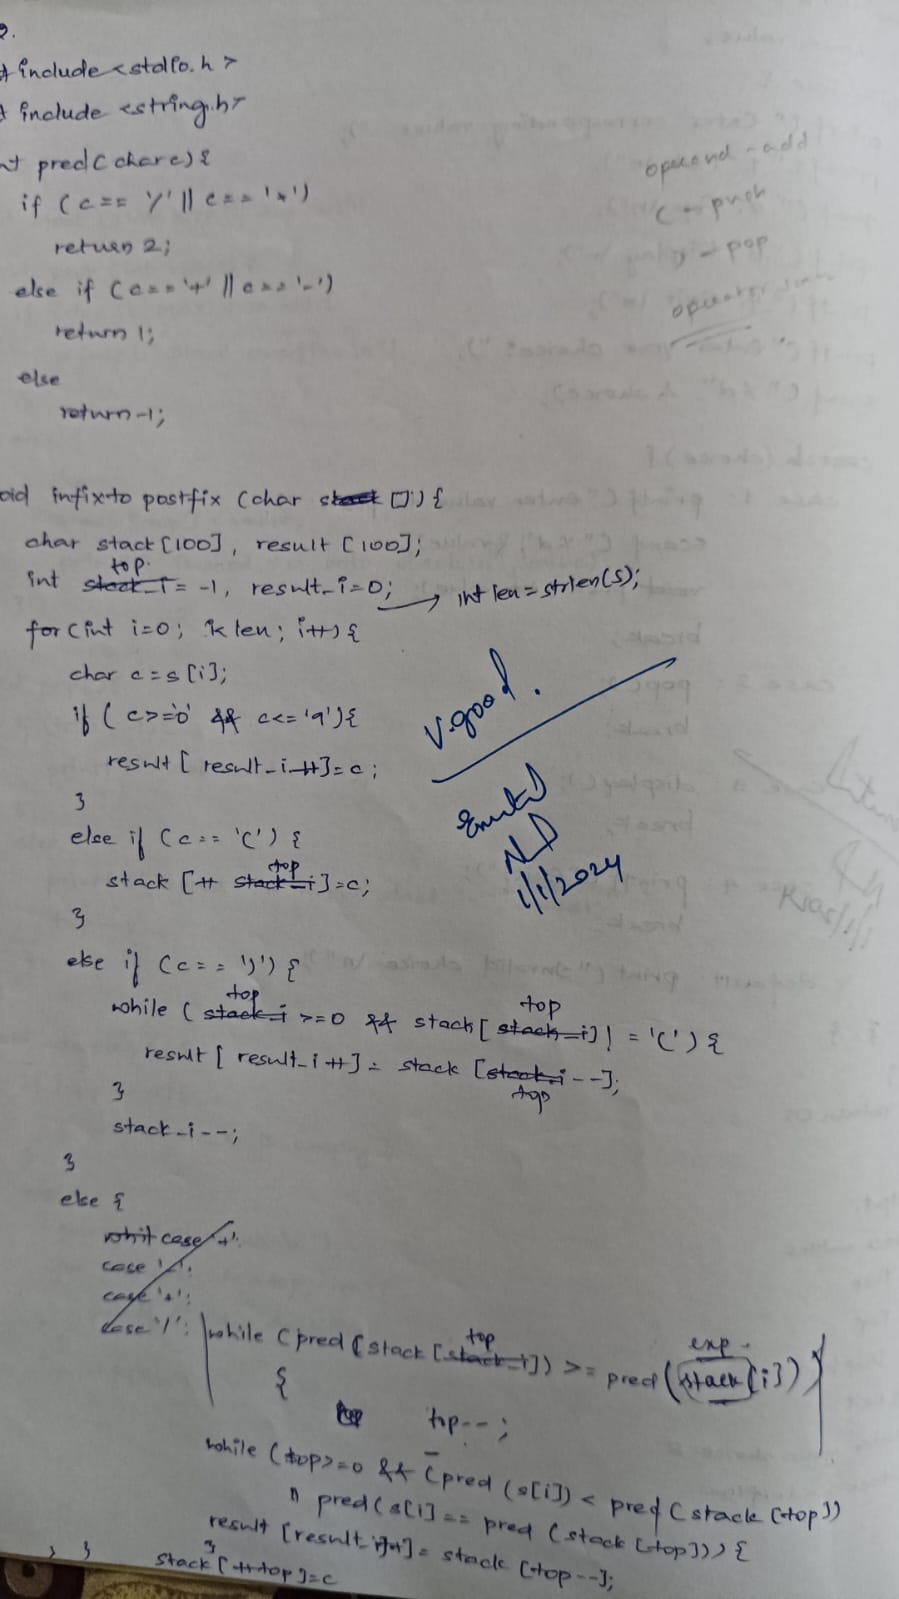 2.
# include <stdio.h>
# include <string.h>
int pred(char c) {
if (c == '/' || c == '*')
return 2;
else if (c == '+' || c == '-')
return 1;
else
return -1;
operand - add
( → push
) - pop
operator
void infix to postfix (char []) {
char stack[100], result [100];
int top = -1, result_i=0; → int len = strlen(s);
for(int i=0; i< len; i++) {
char c = s[i];
if (c>='0' && c<='9') {
result [ result_i++]= c;
}
else if (c == '(') {
stack [++ top]=c;
}
else if (c == ')') {
while ( top >=0 && stack[ top ] != '(' ) {
result [ result_i++] = stack [top --];
}
stack_i--;
}
else {
case '+':
case '-':
case '*':
case '/': while (pred (stack [top]) >= pred (exp [i]))
{
top--;
while (top>=0 && (pred (s[i]) < pred (stack [top])
|| pred(s[i] == pred (stack [top]))) {
result [result_i++] = stack [top--];
}
stack [++top]=c
} }
V.good.
1/1/2024